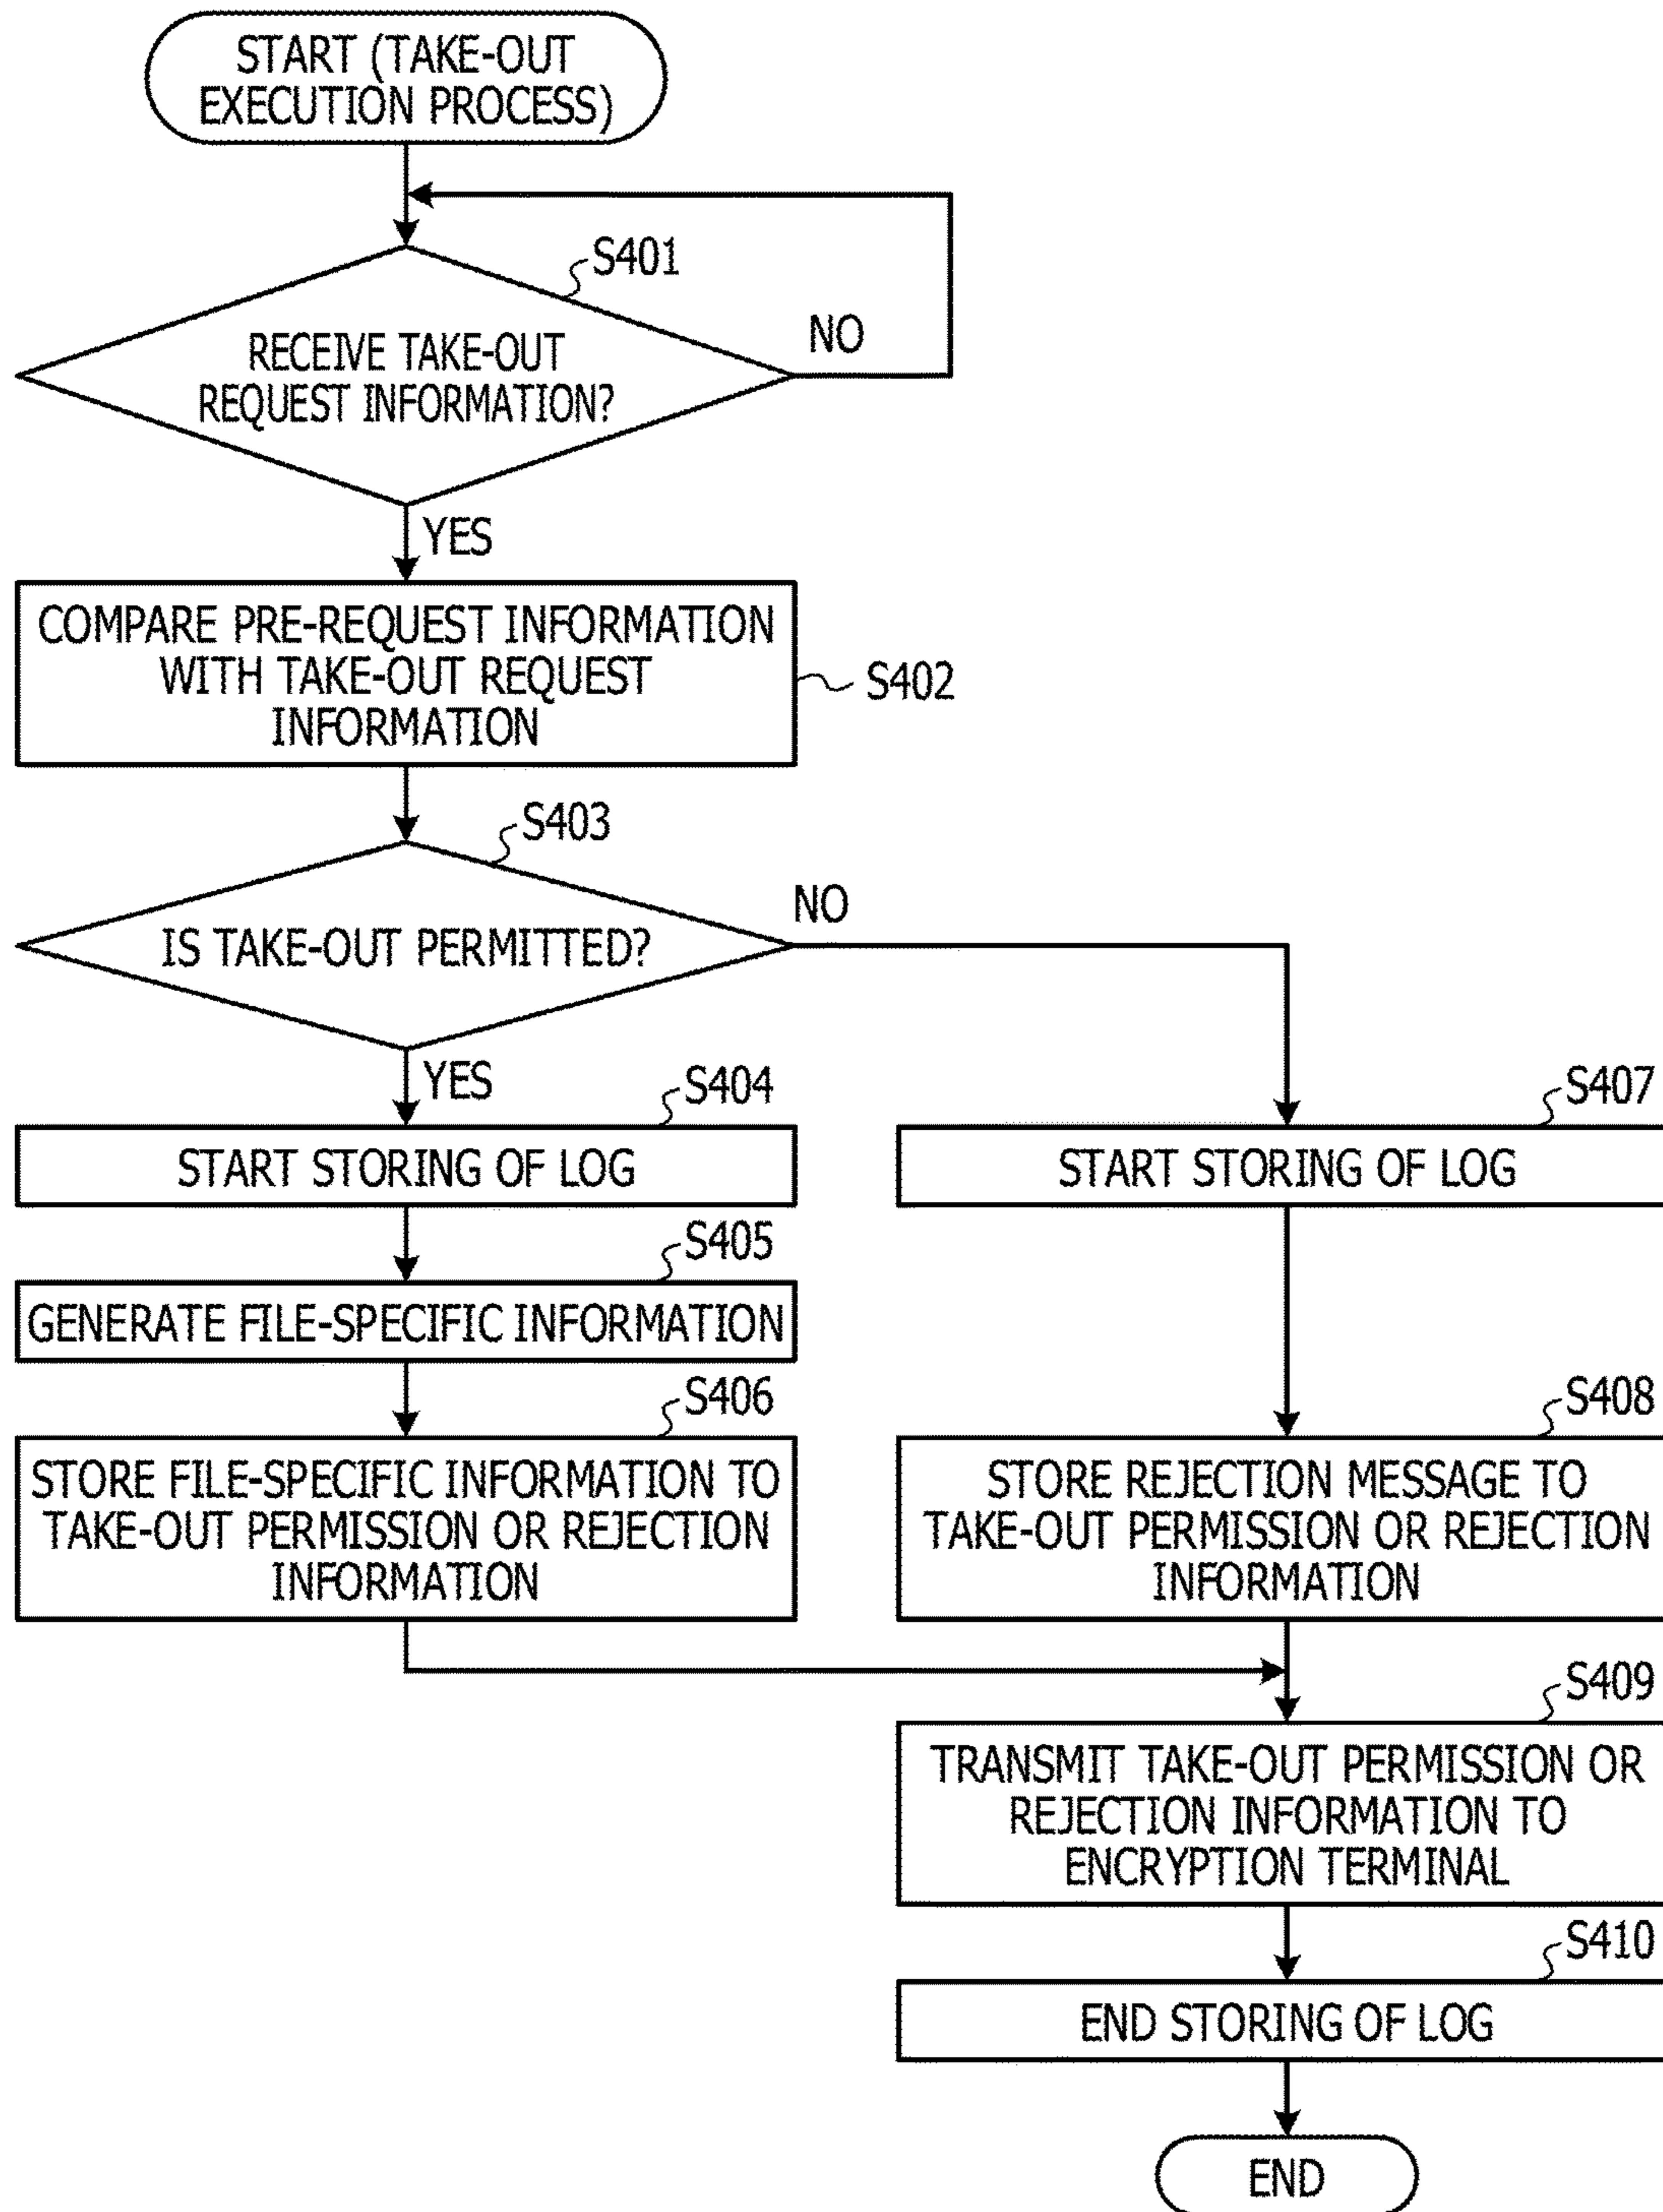 START (TAKE-OUT
EXECUTION PROCESS)
S401
RECEIVE TAKE-OUT
REQUEST INFORMATION?
NO
YES
COMPARE PRE-REQUEST INFORMATION
WITH TAKE-OUT REQUEST
INFORMATION
S402
S403
IS TAKE-OUT PERMITTED?
NO
YES
S404
START STORING OF LOG
S405
GENERATE FILE-SPECIFIC INFORMATION
S406
STORE FILE-SPECIFIC INFORMATION TO
TAKE-OUT PERMISSION OR REJECTION
INFORMATION
S407
START STORING OF LOG
S408
STORE REJECTION MESSAGE TO
TAKE-OUT PERMISSION OR REJECTION
INFORMATION
S409
TRANSMIT TAKE-OUT PERMISSION OR
REJECTION INFORMATION TO
ENCRYPTION TERMINAL
S410
END STORING OF LOG
END